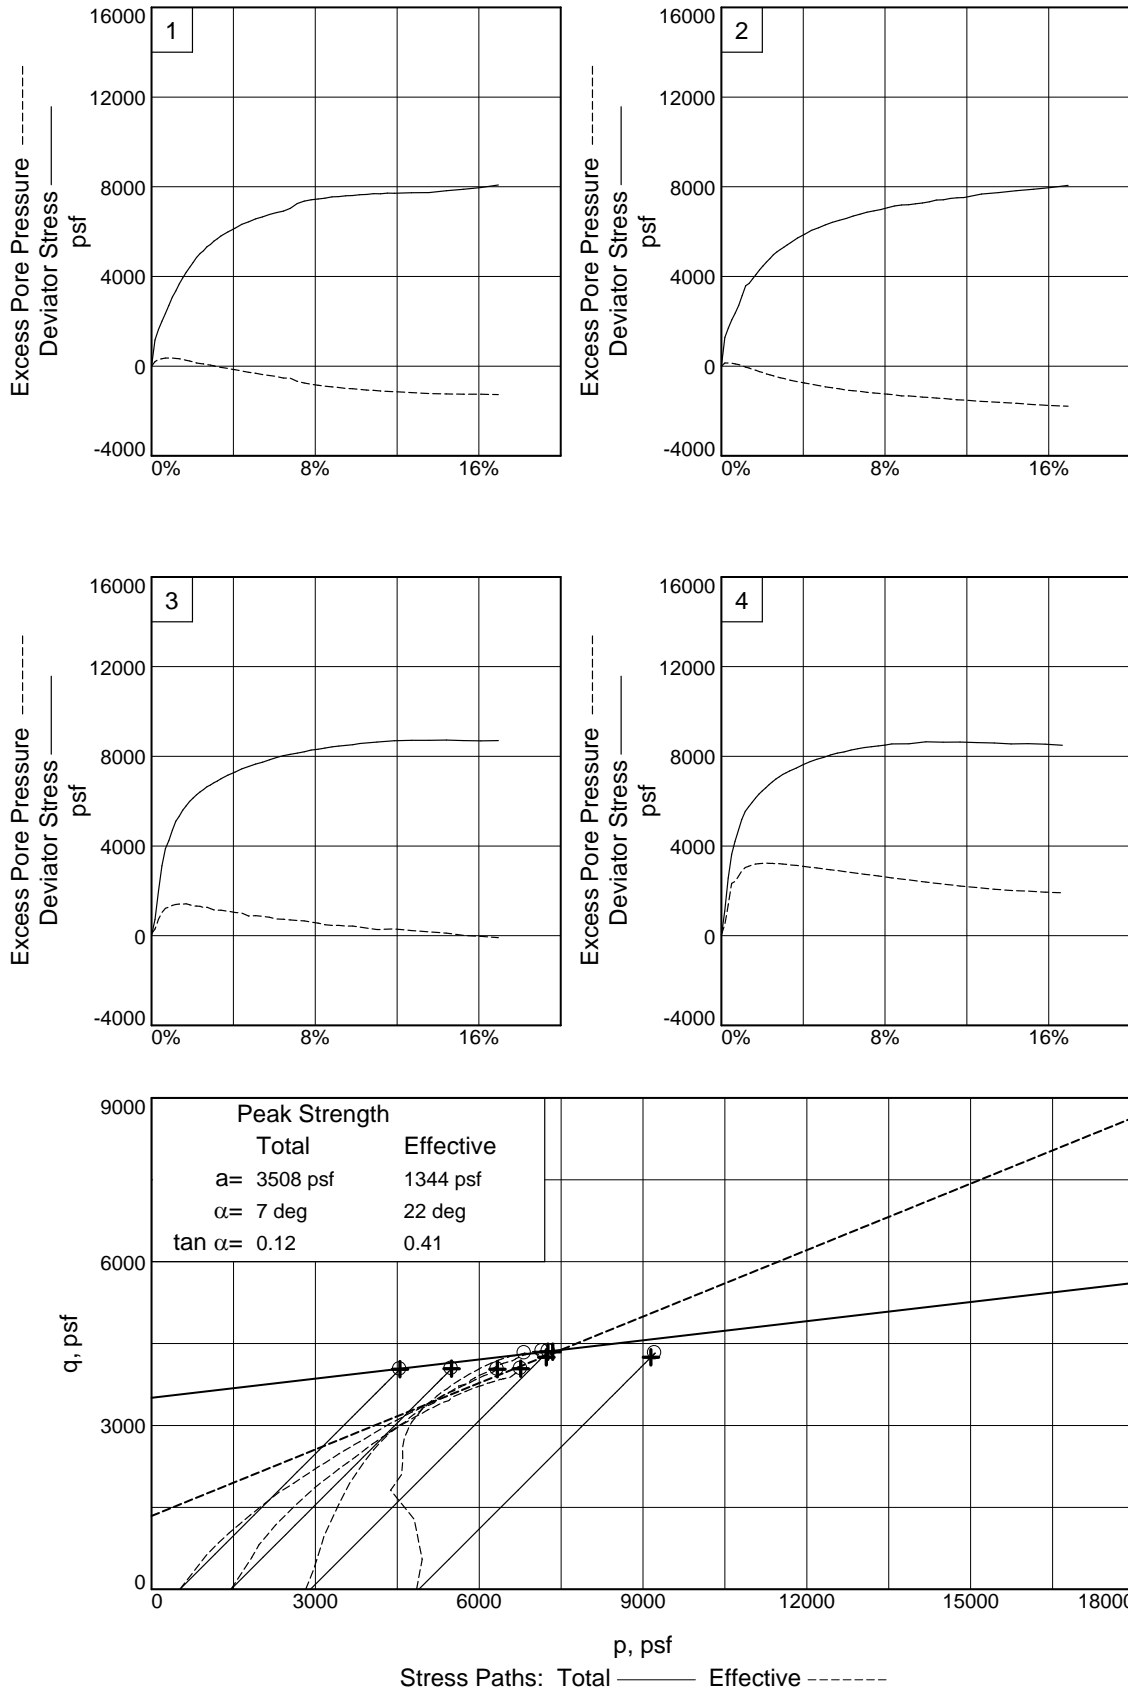 1
16000
12000
8000
4000
0
-4000
0% 8% 16%
Excess Pore Pressure
Deviator Stress
psf
2
16000
12000
8000
4000
0
-4000
0% 8% 16%
Excess Pore Pressure
Deviator Stress
psf
3
16000
12000
8000
4000
0
-4000
0% 8% 16%
Excess Pore Pressure
Deviator Stress
psf
4
16000
12000
8000
4000
0
-4000
0% 8% 16%
Excess Pore Pressure
Deviator Stress
psf
Peak Strength
Total Effective
a= 3508 psf 1344 psf
α= 7 deg 22 deg
tan α= 0.12 0.41
9000
6000
3000
0
q, psf
0 3000 6000 9000 12000 15000 18000
p, psf
Stress Paths: Total Effective